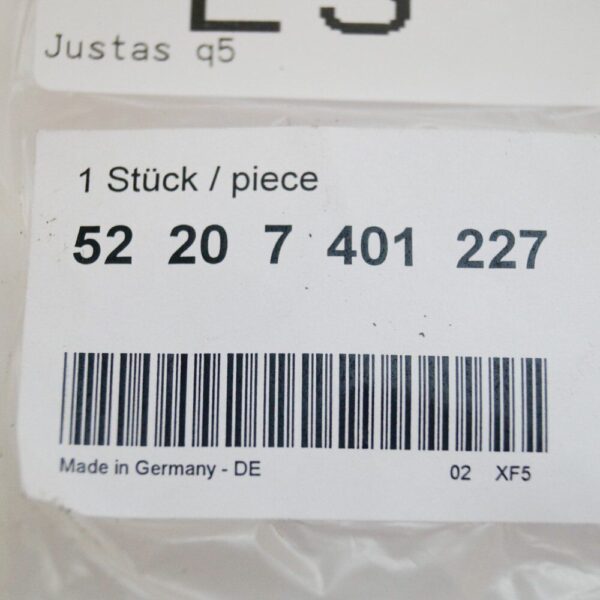 Justas q5
1 Stück / piece
52 20 7 401 227
Made in Germany - DE
02 XF5